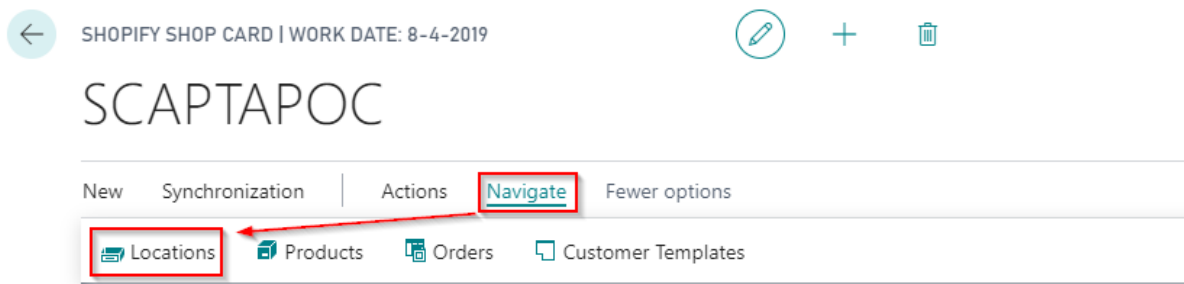 SHOPIFY SHOP CARD | WORK DATE: 8-4-2019
SCAPTAPOC
New Synchronization Actions Navigate Fewer options
Locations Products Orders Customer Templates